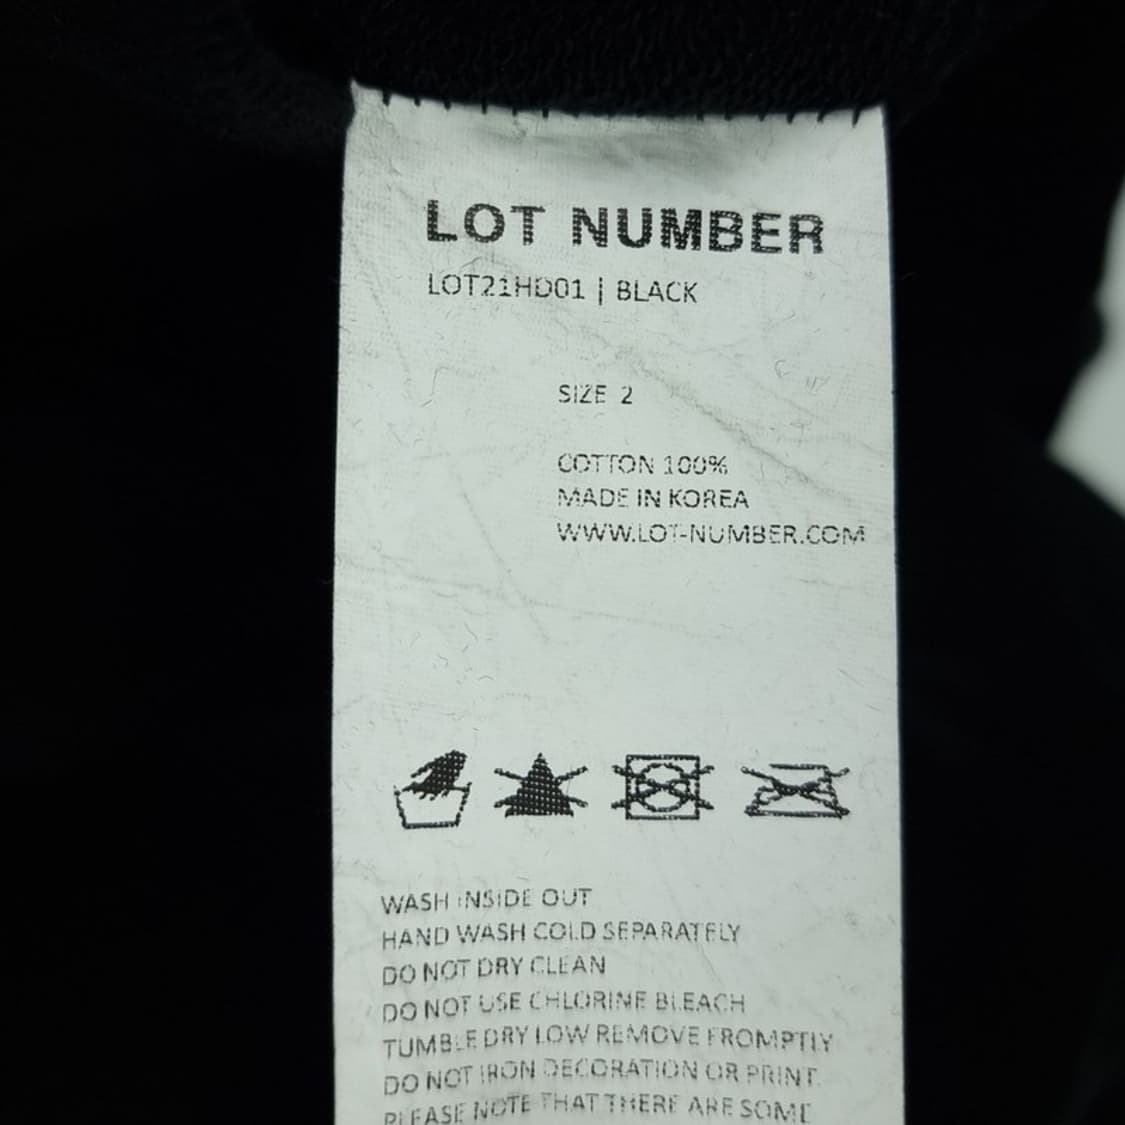 LOT NUMBER
LOT21HD01 | BLACK
SIZE 2
COTTON 100%
MADE IN KOREA
WWW.LOT-NUMBER.COM
WASH INSIDE OUT
HAND WASH COLD SEPARATELY
DO NOT DRY CLEAN
DO NOT USE CHLORINE BLEACH
TUMBLE DRY LOW REMOVE PROMPTLY
DO NOT IRON DECORATION OR PRINT
PLEASE NOTE THAT THERE ARE SOME